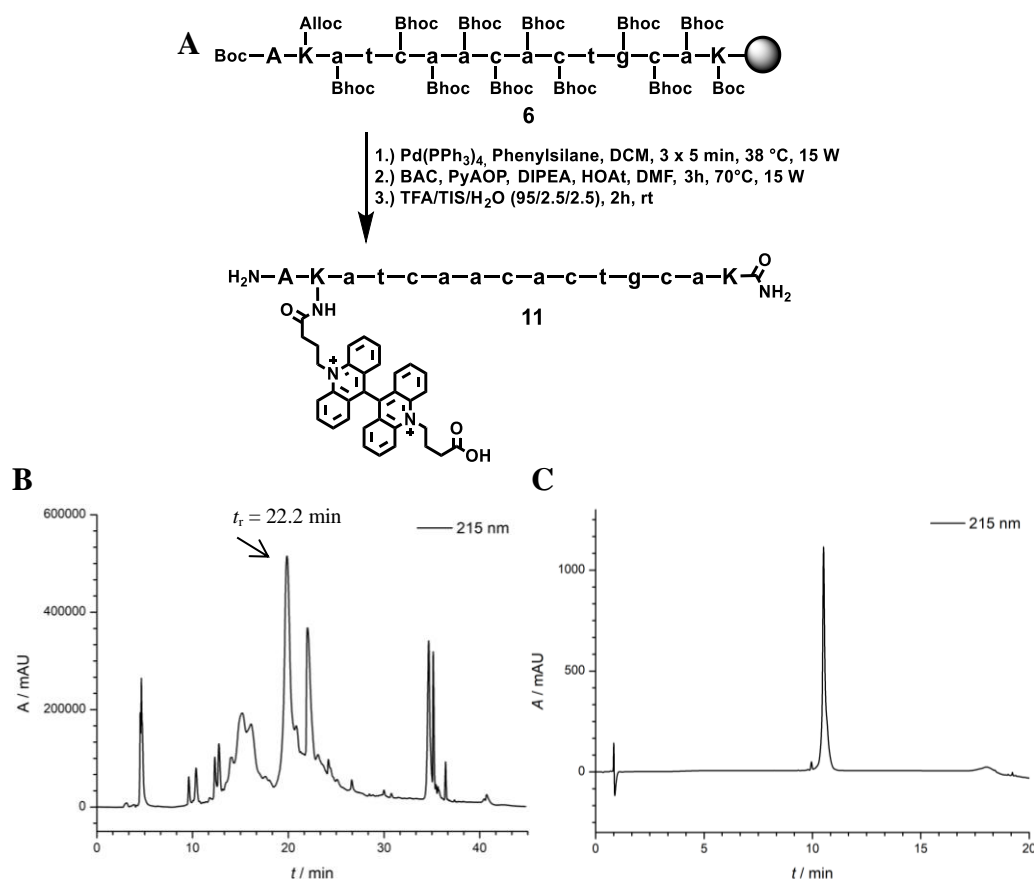 A
Alloc Bhoc Bhoc Bhoc Bhoc Bhoc
Boc A K a t c a a c a c t g c a K
Bhoc Bhoc Bhoc Bhoc Bhoc Boc
6
1.) Pd(PPh3)4, Phenylsilane, DCM, 3 x 5 min, 38 °C, 15 W
2.) BAC, PyAOP, DIPEA, HOAt, DMF, 3h, 70°C, 15 W
3.) TFA/TIS/H2O (95/2.5/2.5), 2h, rt
H2N A K a t c a a c a c t g c a K O
NH2
O NH
11
N+
N+
O
OH
B
tr = 22.2 min
215 nm
600000
400000
200000
0
A / mAU
0 10 20 30 40
t / min
C
215 nm
1000
500
0
A / mAU
0 5 10 15 20
t / min